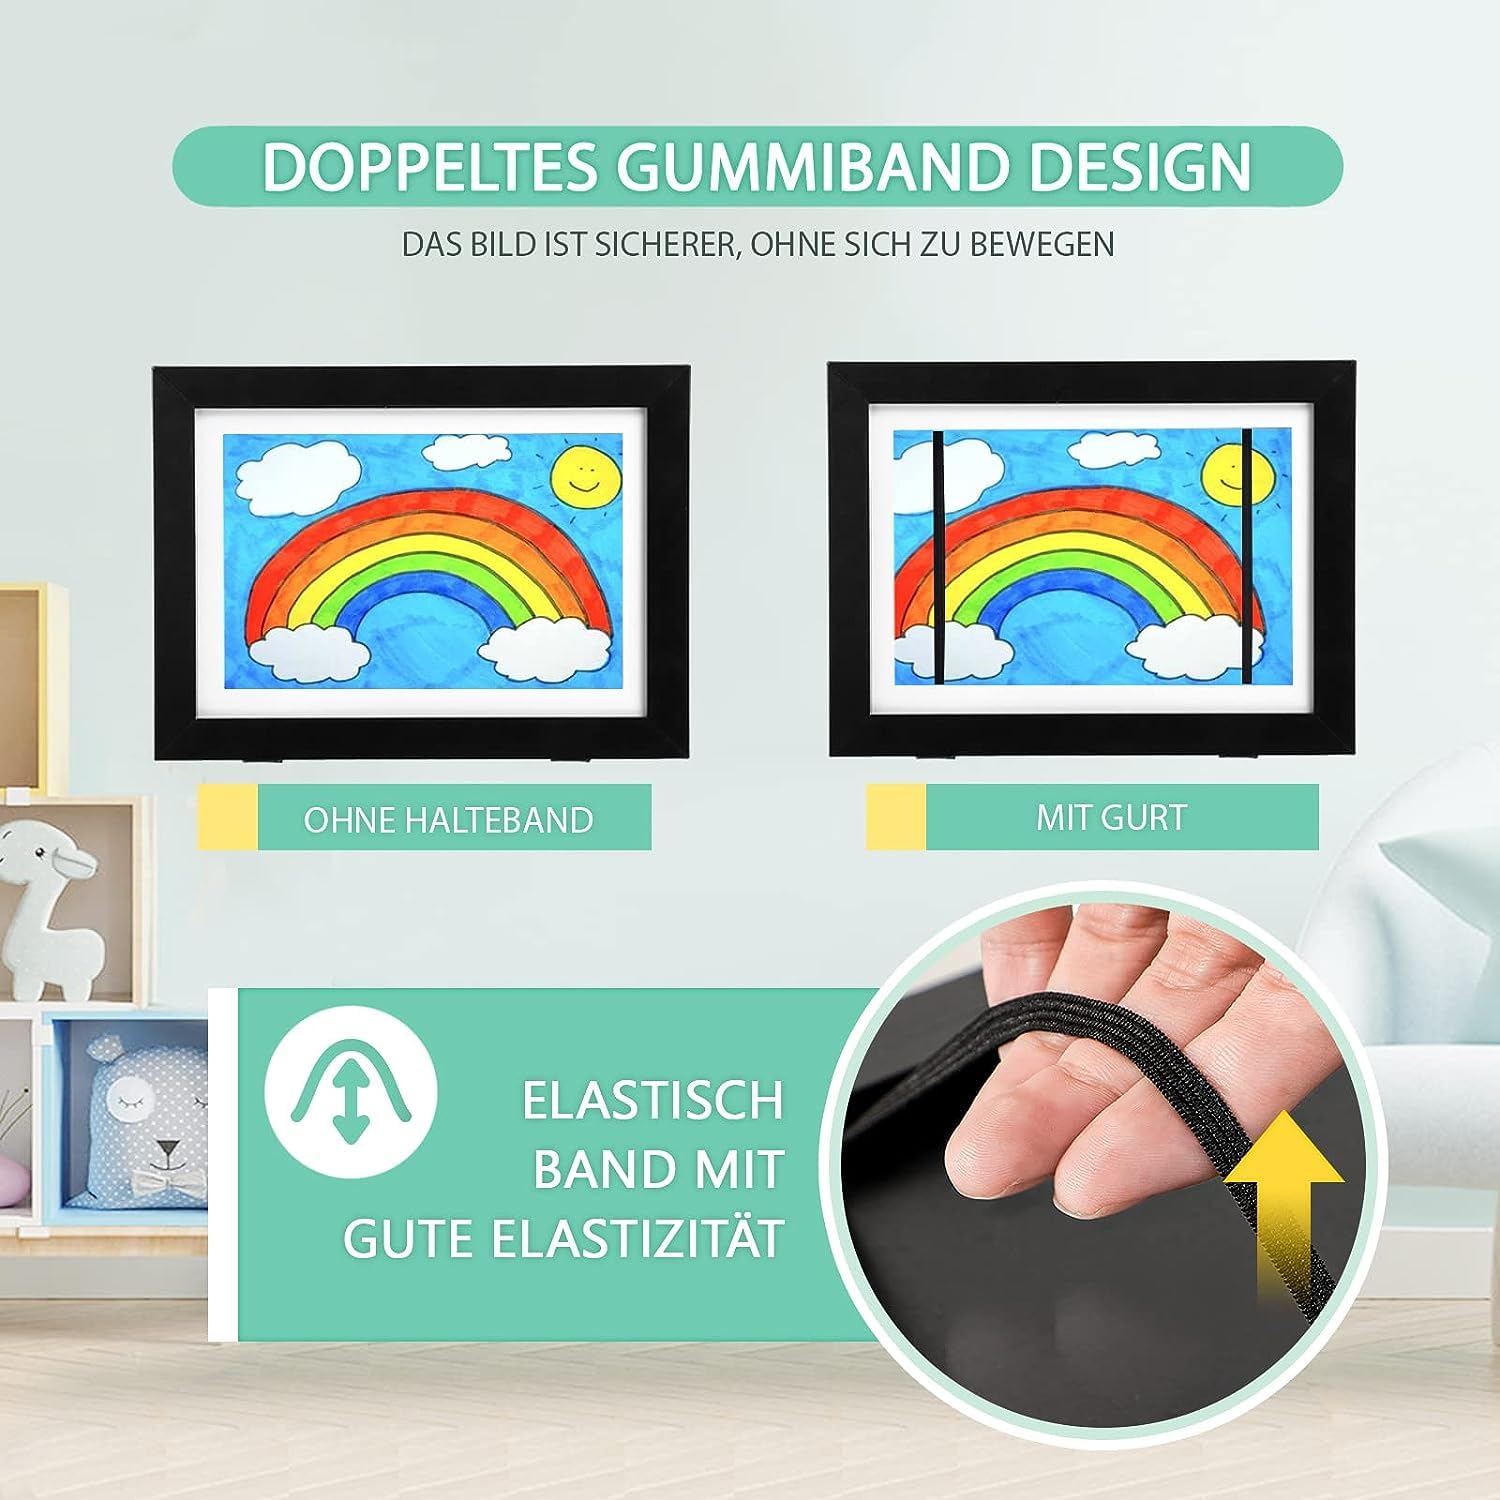 DOPPELTES GUMMIBAND DESIGN
DAS BILD IST SICHERER, OHNE SICH ZU BEWEGEN
OHNE HALTEBAND
MIT GURT
ELASTISCH
BAND MIT
GUTE ELASTIZITÄT